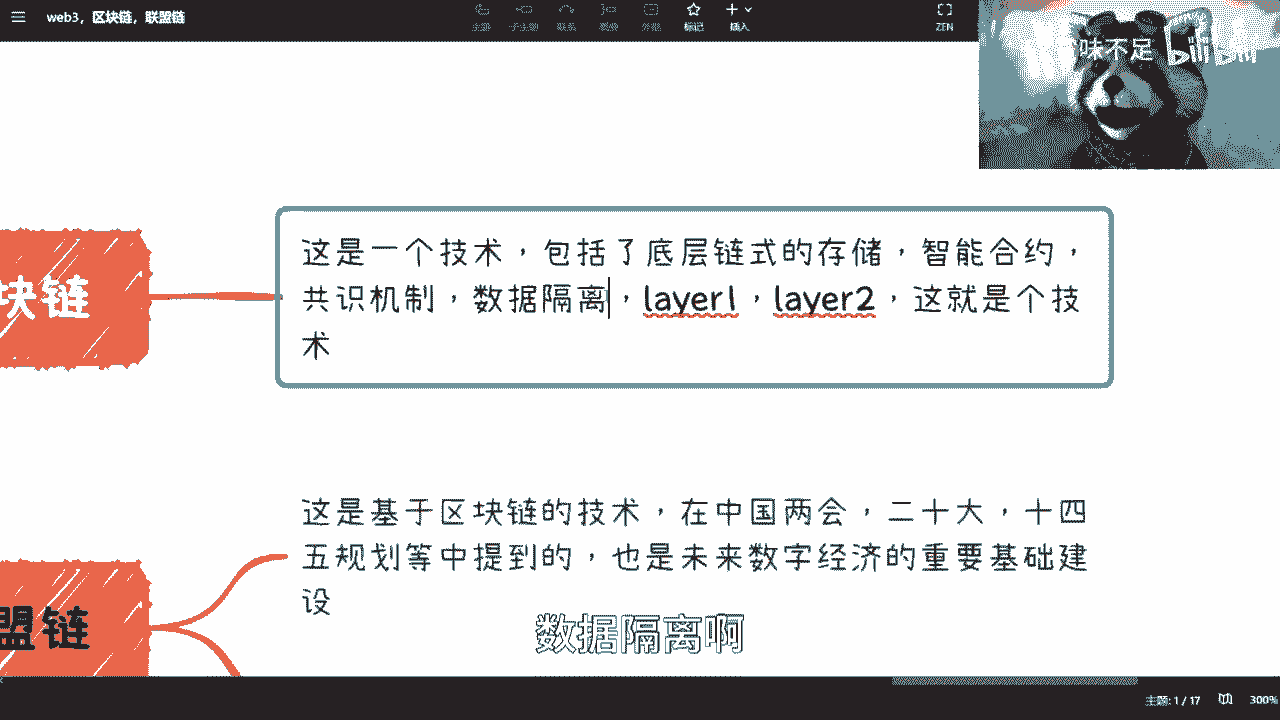 web3，区块链，联盟链
主题
子主题
联系
概要
外框
标记
插入
ZEN
味不足 bilibili
这是一个技术，包括了底层链式的存储，智能合约，
共识机制，数据隔离，layer1，layer2，这就是个技
术
块链
这是基于区块链的技术，在中国两会，二十大，十四
五规划等中提到的，也是未来数字经济的重要基础建
设
盟链
数据隔离啊
主题: 1 / 17
300%